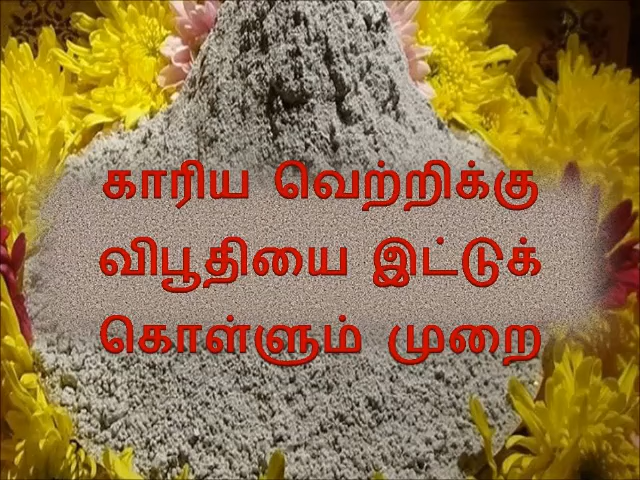 காரிய வெற்றிக்கு
விபூதியை இட்டுக்
கொள்ளும் முறை